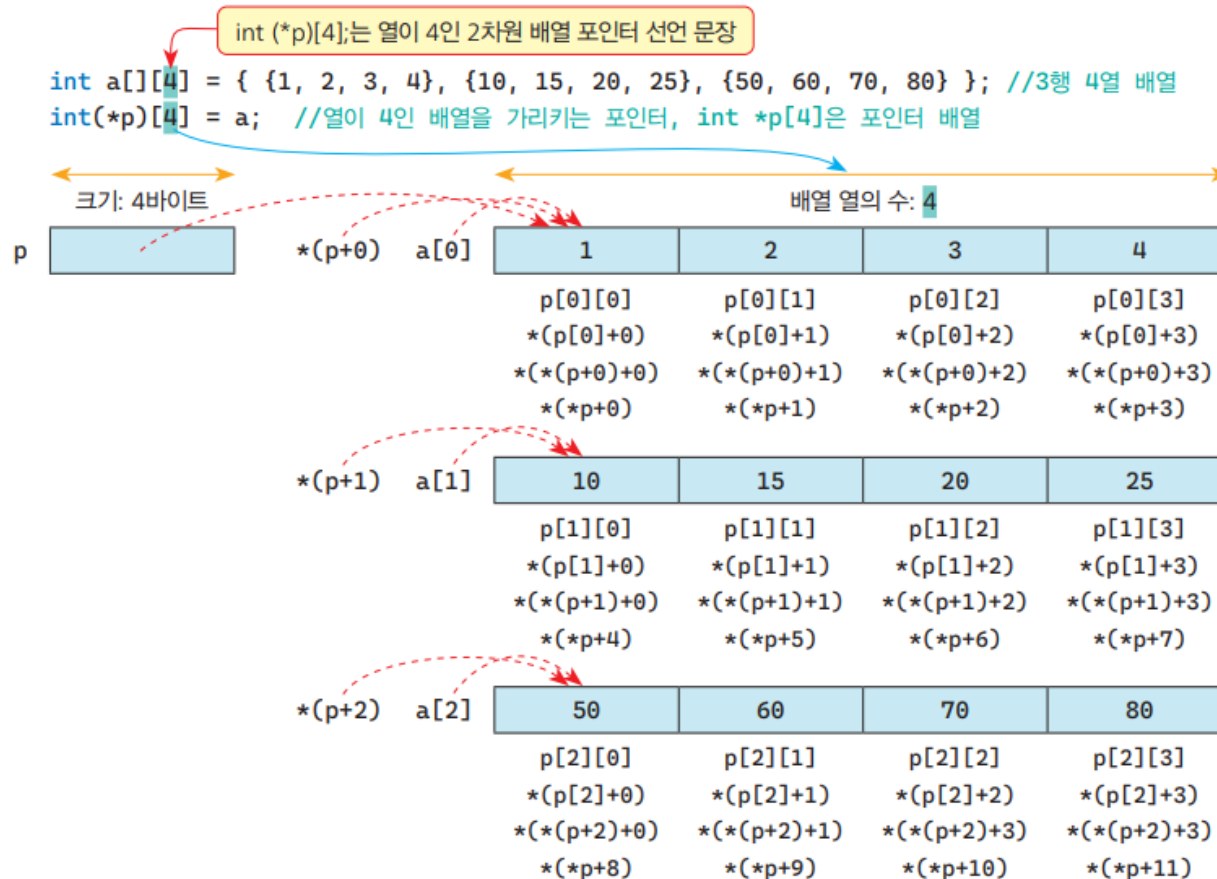 int (*p)[4];는 열이 4인 2차원 배열 포인터 선언 문장
int a[][4] = { {1, 2, 3, 4}, {10, 15, 20, 25}, {50, 60, 70, 80} }; //3행 4열 배열
int(*p)[4] = a; //열이 4인 배열을 가리키는 포인터, int *p[4]은 포인터 배열
크기: 4바이트 배열 열의 수: 4
p *(p+0) a[0] 1 2 3 4
p[0][0] p[0][1] p[0][2] p[0][3]
*(p[0]+0) *(p[0]+1) *(p[0]+2) *(p[0]+3)
*(*(p+0)+0) *(*(p+0)+1) *(*(p+0)+2) *(*(p+0)+3)
*(*p+0) *(*p+1) *(*p+2) *(*p+3)
*(p+1) a[1] 10 15 20 25
p[1][0] p[1][1] p[1][2] p[1][3]
*(p[1]+0) *(p[1]+1) *(p[1]+2) *(p[1]+3)
*(*(p+1)+0) *(*(p+1)+1) *(*(p+1)+2) *(*(p+1)+3)
*(*p+4) *(*p+5) *(*p+6) *(*p+7)
*(p+2) a[2] 50 60 70 80
p[2][0] p[2][1] p[2][2] p[2][3]
*(p[2]+0) *(p[2]+1) *(p[2]+2) *(p[2]+3)
*(*(p+2)+0) *(*(p+2)+1) *(*(p+2)+3) *(*(p+2)+3)
*(*p+8) *(*p+9) *(*p+10) *(*p+11)